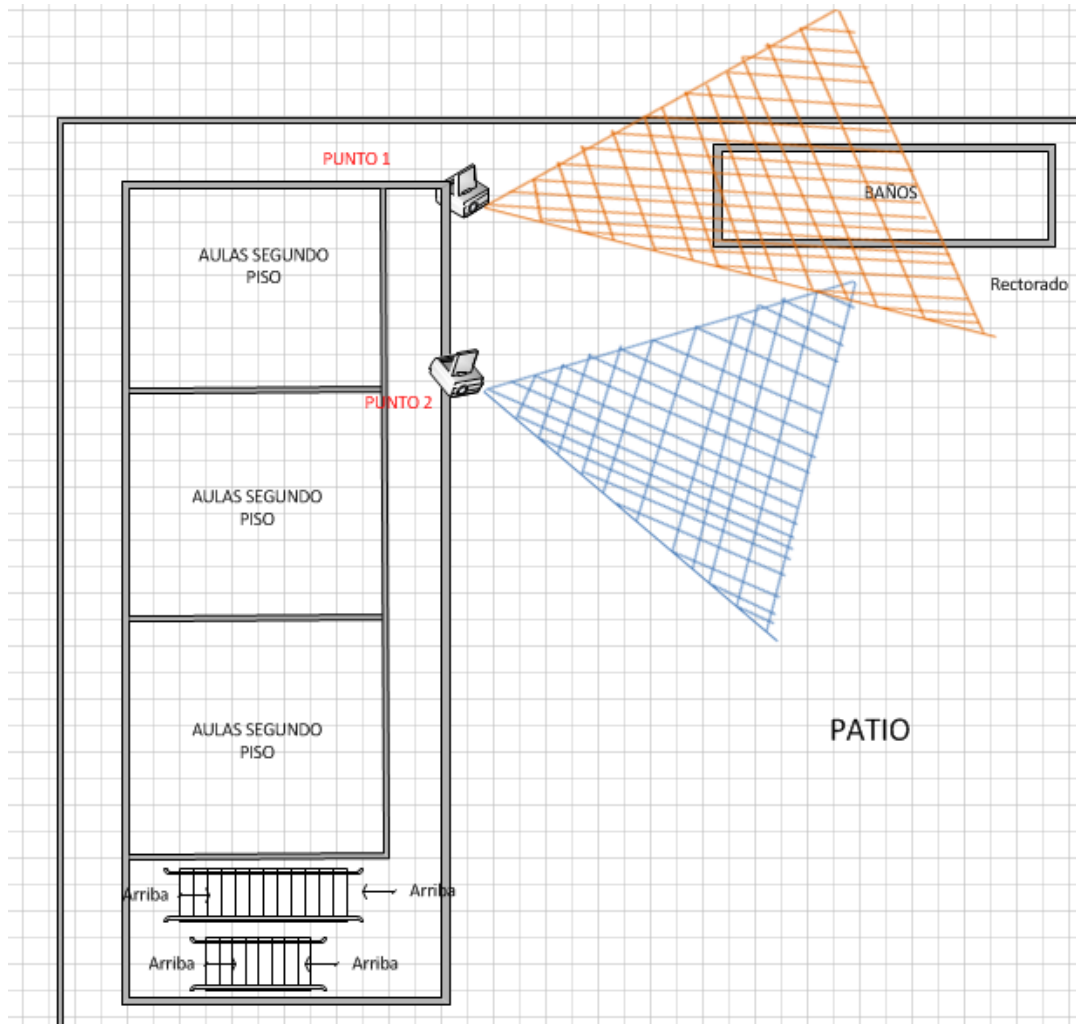 PUNTO 1
BAÑOS
AULAS SEGUNDO
PISO
Rectorado
PUNTO 2
AULAS SEGUNDO
PISO
AULAS SEGUNDO
PISO
PATIO
Arriba
Arriba
Arriba
Arriba